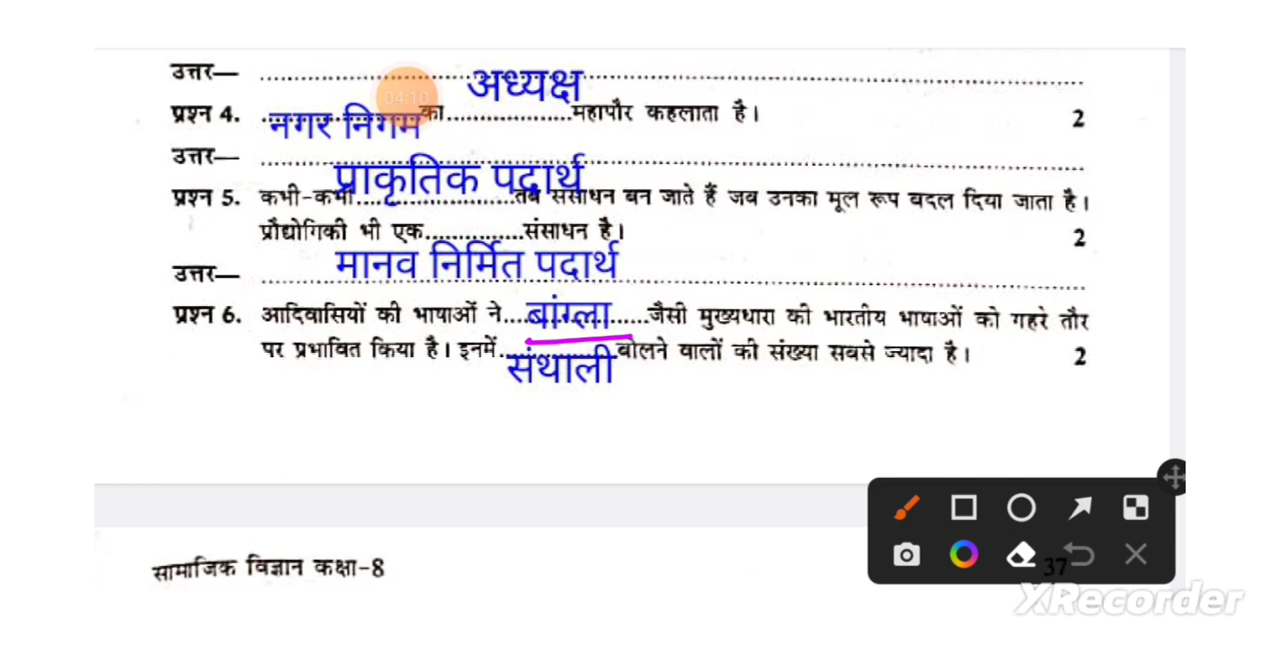 उत्तर— ........................................
अध्यक्ष
04:10
प्रश्न 4. ....................का....................महापौर कहलाता है। 2
नगर निगम
उत्तर— ........................................
प्राकृतिक पदार्थ
प्रश्न 5. कभी-कभी....................तब संसाधन बन जाते हैं जब उनका मूल रूप बदल दिया जाता है।
प्रौद्योगिकी भी एक................संसाधन है। 2
मानव निर्मित पदार्थ
उत्तर— ........................................
प्रश्न 6. आदिवासियों की भाषाओं ने....बांग्ला......जैसी मुख्यधारा की भारतीय भाषाओं को गहरे तौर
पर प्रभावित किया है। इनमें....................बोलने वालों की संख्या सबसे ज्यादा है। 2
संथाली
सामाजिक विज्ञान कक्षा-8 37
XRecorder